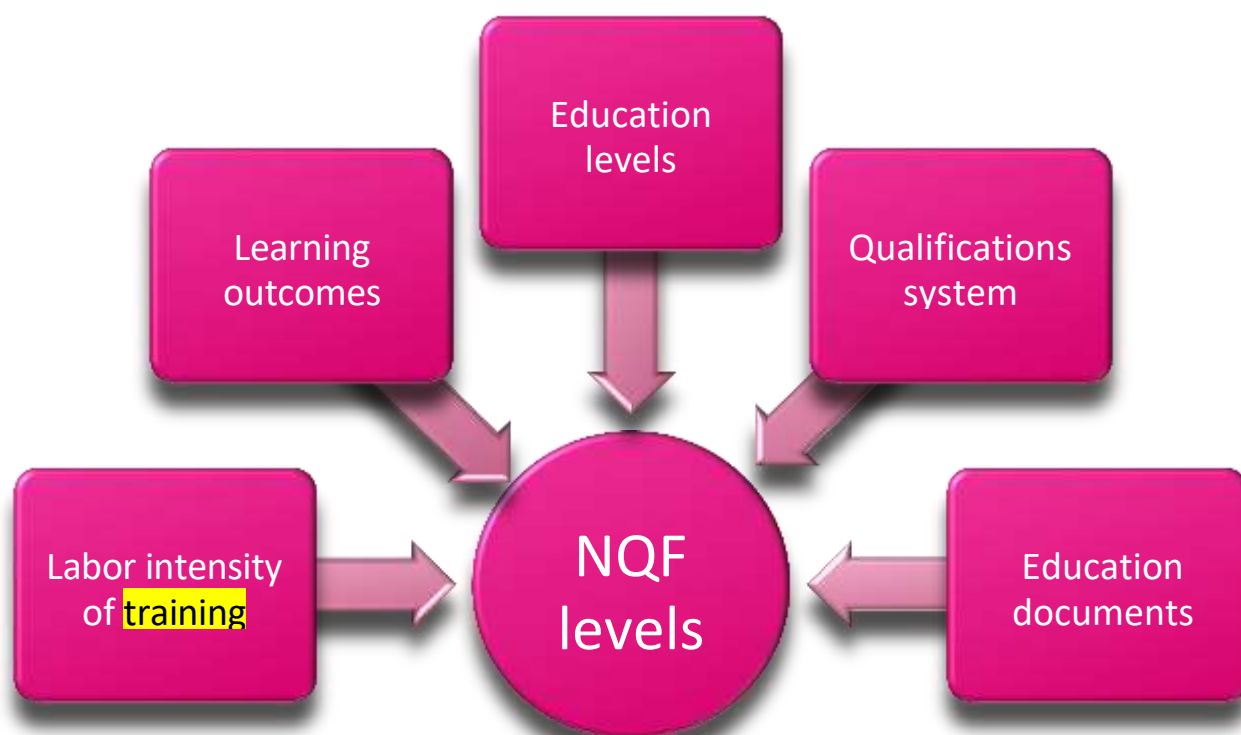 Education
levels
Learning
outcomes
Qualifications
system
Labor intensity
of training
NQF
levels
Education
documents